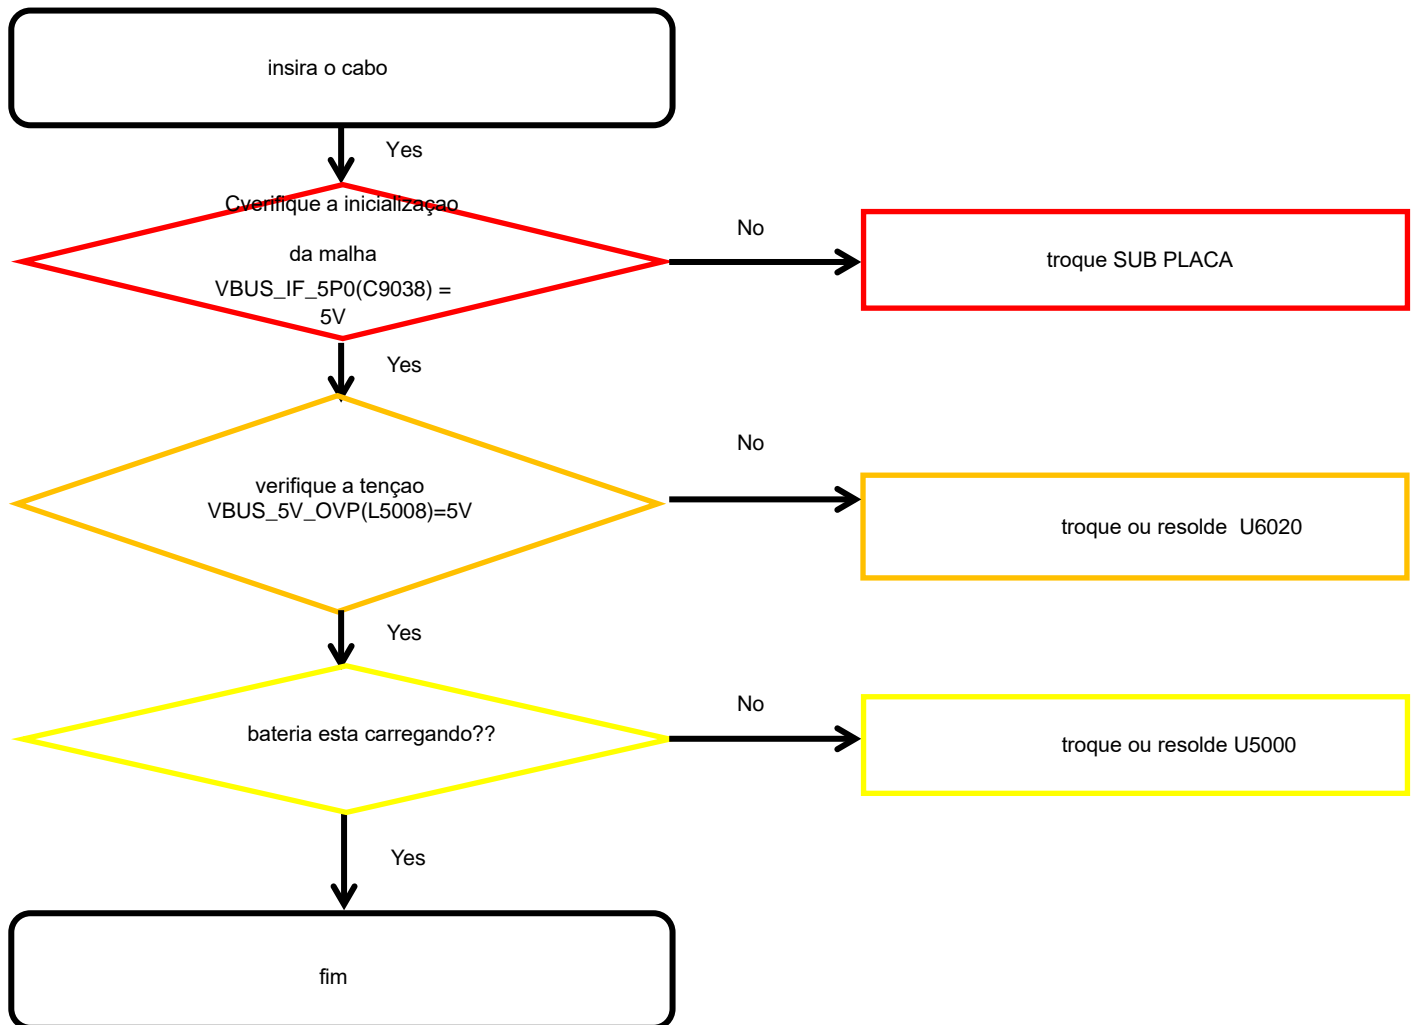 insira o cabo
Yes
Cverifique a inicializaçao
No
da malha
troque SUB PLACA
VBUS_IF_5P0(C9038) =
5V
Yes
No
verifique a tençao
VBUS_5V_OVP(L5008)=5V
troque ou resolde  U6020
Yes
No
bateria esta carregando??
troque ou resolde U5000
Yes
fim